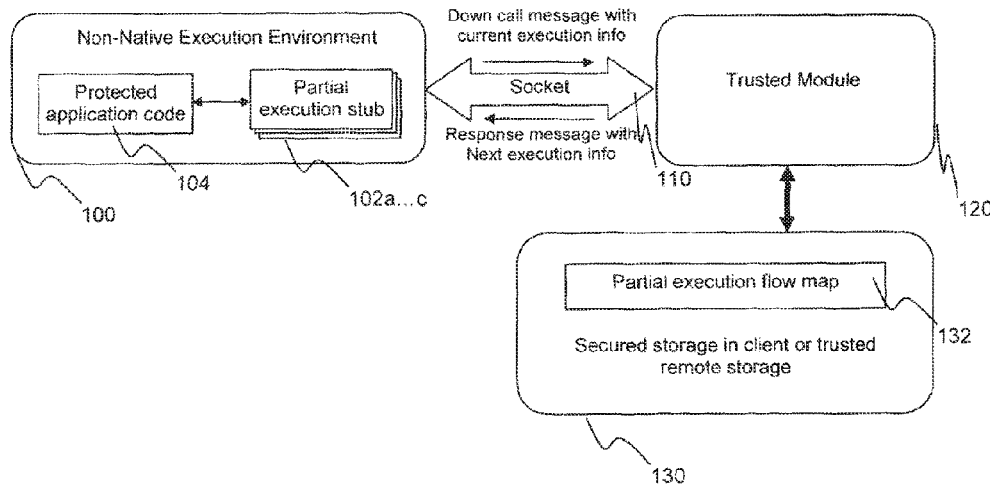 Non-Native Execution Environment
Protected
application code
Partial
execution stub
104
102a...c
100
Down call message with
current execution info
Socket
Response message with
Next execution info
110
Trusted Module
120
Partial execution flow map
132
Secured storage in client or trusted
remote storage
130